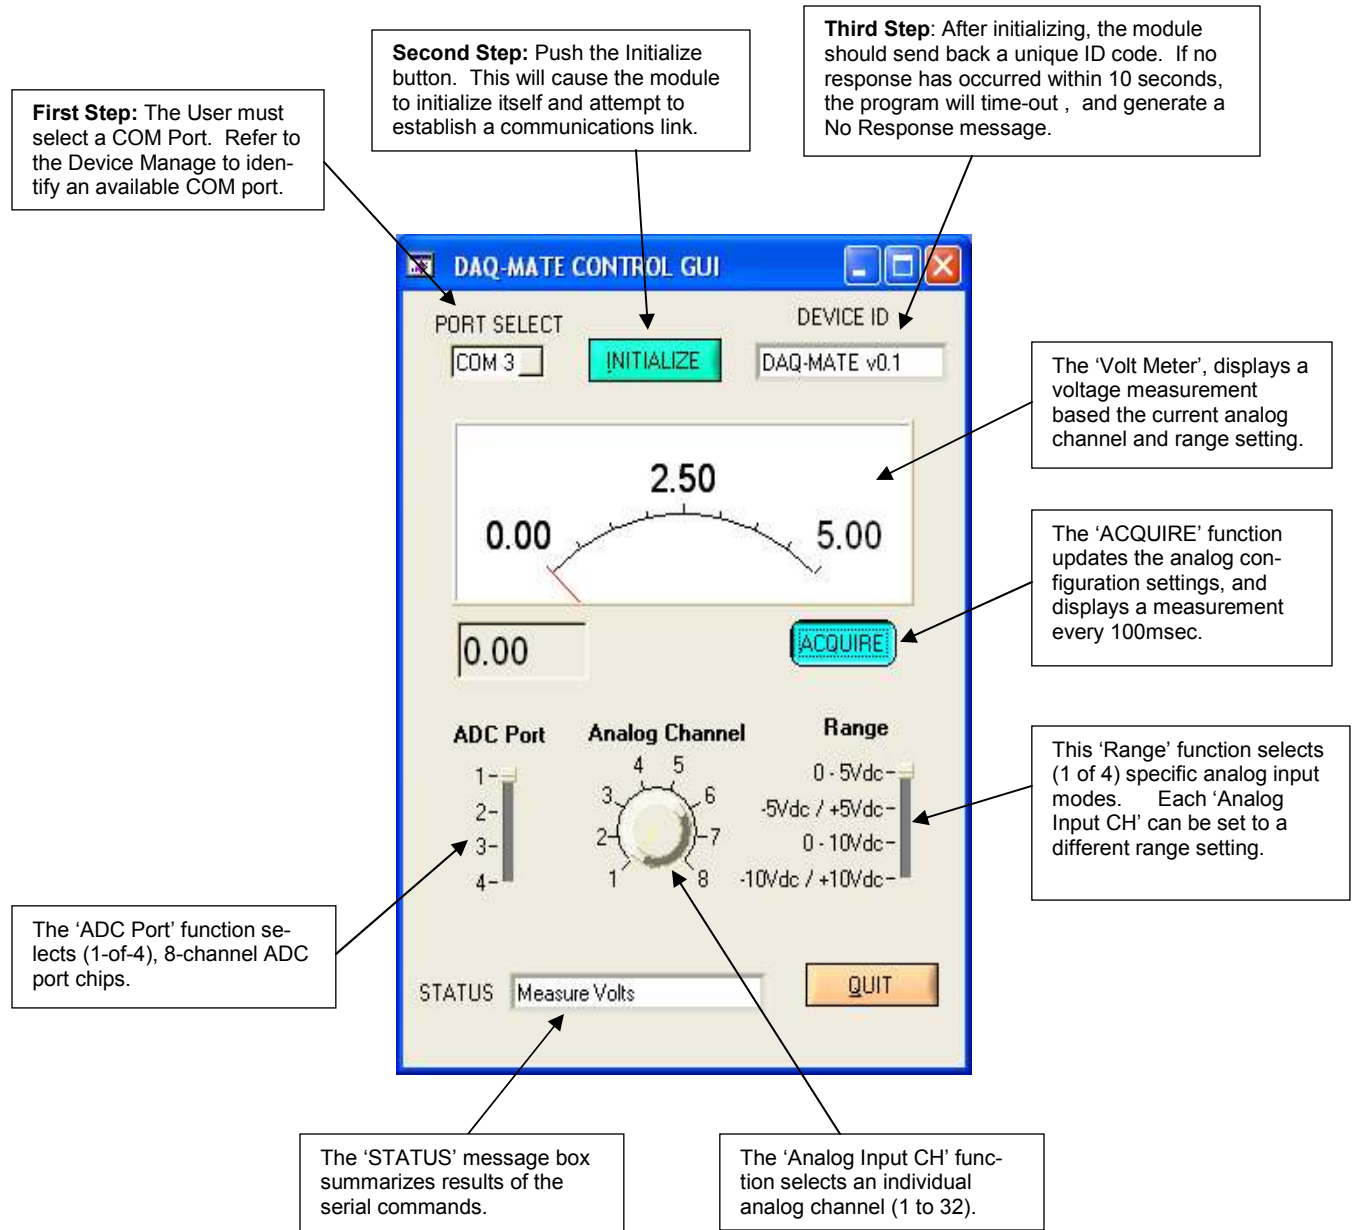 Third Step: After initializing, the module
should send back a unique ID code. If no
response has occurred within 10 seconds,
the program will time-out , and generate a
No Response message.
Second Step: Push the Initialize
button. This will cause the module
to initialize itself and attempt to
establish a communications link.
First Step: The User must
select a COM Port. Refer to
the Device Manage to iden-
tify an available COM port.
DAQ-MATE CONTROL GUI
PORT SELECT
DEVICE ID
COM 3
INITIALIZE
DAQ-MATE v0.1
The ‘Volt Meter’, displays a
voltage measurement
based the current analog
channel and range setting.
2.50
0.00
5.00
The ‘ACQUIRE’ function
updates the analog con-
figuration settings, and
displays a measurement
every 100msec.
0.00
ACQUIRE
ADC Port
Analog Channel
Range
1
2
3
4
1
2
3
4
5
6
7
8
0 - 5Vdc
-5Vdc / +5Vdc
0 - 10Vdc
-10Vdc / +10Vdc
This ‘Range’ function selects
(1 of 4) specific analog input
modes. Each ‘Analog
Input CH’ can be set to a
different range setting.
The ‘ADC Port’ function se-
lects (1-of-4), 8-channel ADC
port chips.
STATUS
Measure Volts
QUIT
The ‘STATUS’ message box
summarizes results of the
serial commands.
The ‘Analog Input CH’ func-
tion selects an individual
analog channel (1 to 32).